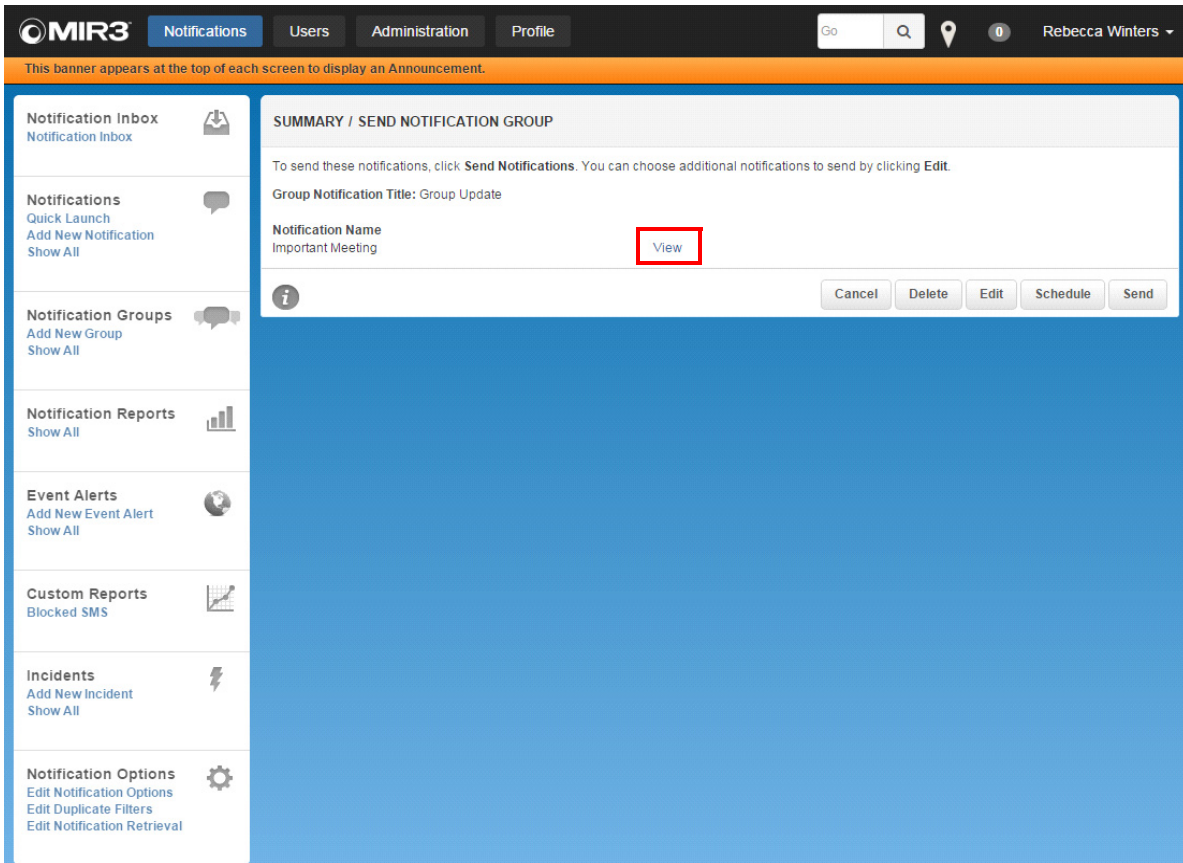 MIR3 Notifications Users Administration Profile Go 0 Rebecca Winters
This banner appears at the top of each screen to display an Announcement.
Notification Inbox
Notification Inbox
Notifications
Quick Launch
Add New Notification
Show All
Notification Groups
Add New Group
Show All
Notification Reports
Show All
Event Alerts
Add New Event Alert
Show All
Custom Reports
Blocked SMS
Incidents
Add New Incident
Show All
Notification Options
Edit Notification Options
Edit Duplicate Filters
Edit Notification Retrieval
SUMMARY / SEND NOTIFICATION GROUP
To send these notifications, click Send Notifications. You can choose additional notifications to send by clicking Edit.
Group Notification Title: Group Update
Notification Name
Important Meeting View
i Cancel Delete Edit Schedule Send